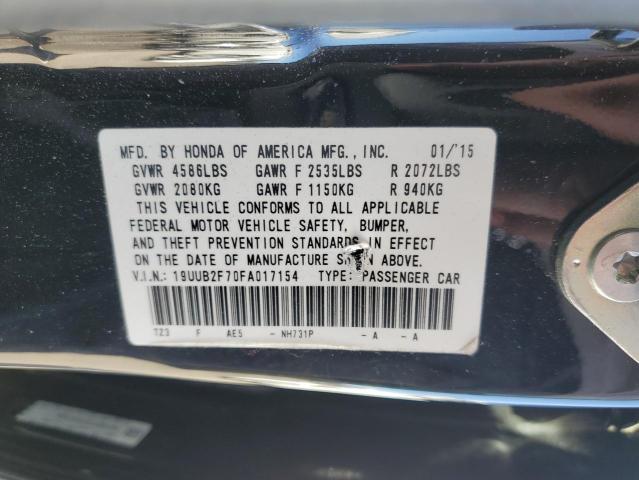 MFD. BY HONDA OF AMERICA MFG., INC. 01/'15
GVWR 4586LBS GAWR F 2535LBS R 2072LBS
GVWR 2080KG GAWR F 1150KG R 940KG
THIS VEHICLE CONFORMS TO ALL APPLICABLE
FEDERAL MOTOR VEHICLE SAFETY, BUMPER,
AND THEFT PREVENTION STANDARDS IN EFFECT
ON THE DATE OF MANUFACTURE SHOWN ABOVE.
V.I.N.: 19UUB2F70FA017154 TYPE: PASSENGER CAR
TZ3 F AE5 - NH731P - A - A